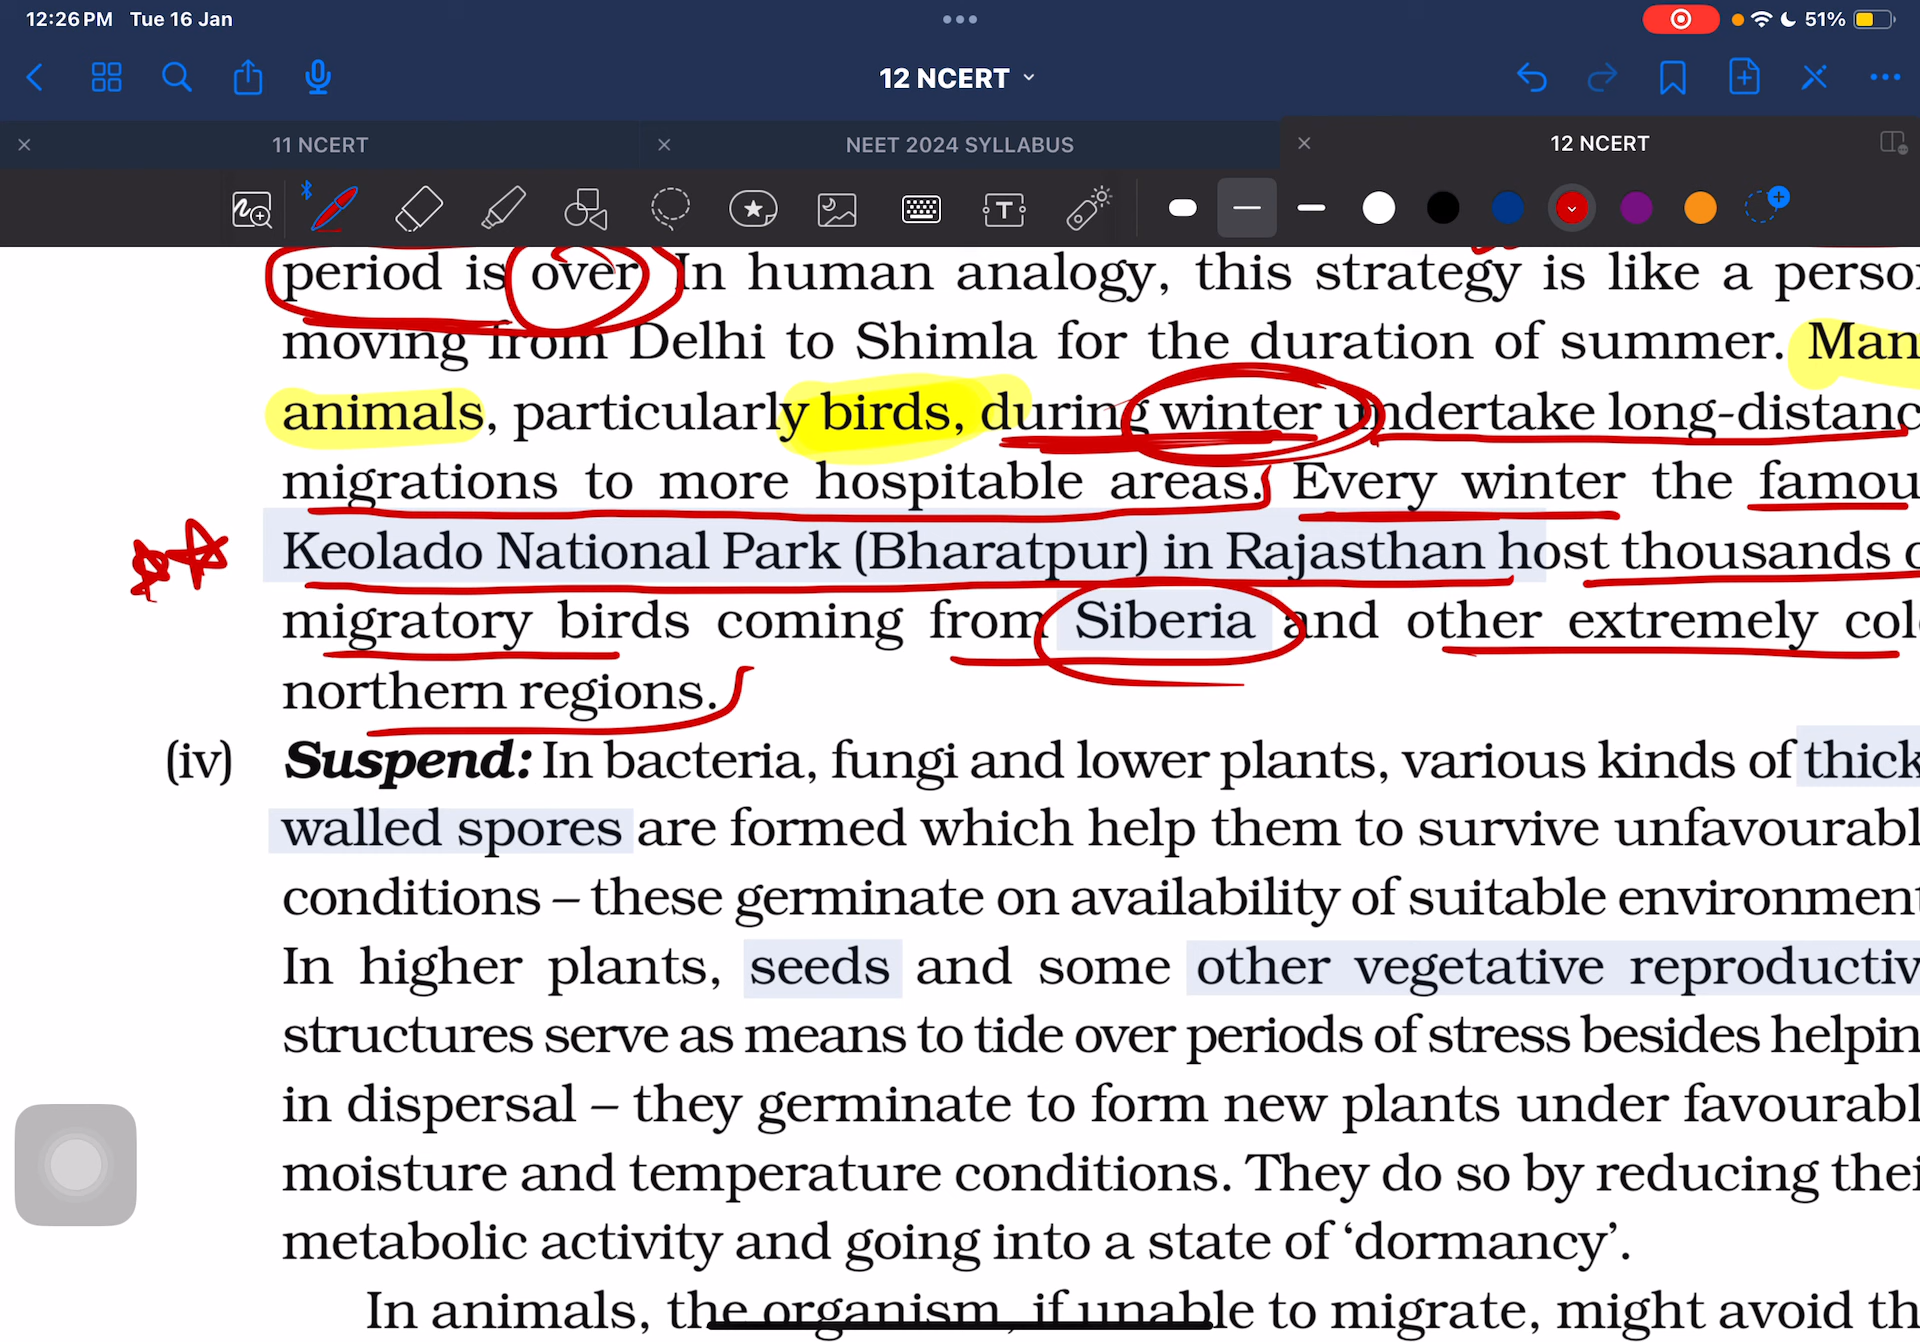 12:26 PM Tue 16 Jan
51%
12 NCERT
11 NCERT
NEET 2024 SYLLABUS
12 NCERT
period is over In human analogy, this strategy is like a perso
moving from Delhi to Shimla for the duration of summer. Man
animals, particularly birds, during winter undertake long-distanc
migrations to more hospitable areas. Every winter the famou
Keolado National Park (Bharatpur) in Rajasthan host thousands o
migratory birds coming from Siberia and other extremely col
northern regions.
(iv) Suspend: In bacteria, fungi and lower plants, various kinds of thick
walled spores are formed which help them to survive unfavourabl
conditions – these germinate on availability of suitable environment
In higher plants, seeds and some other vegetative reproductiv
structures serve as means to tide over periods of stress besides helpin
in dispersal – they germinate to form new plants under favourabl
moisture and temperature conditions. They do so by reducing thei
metabolic activity and going into a state of ‘dormancy’.
In animals, the organism, if unable to migrate, might avoid th